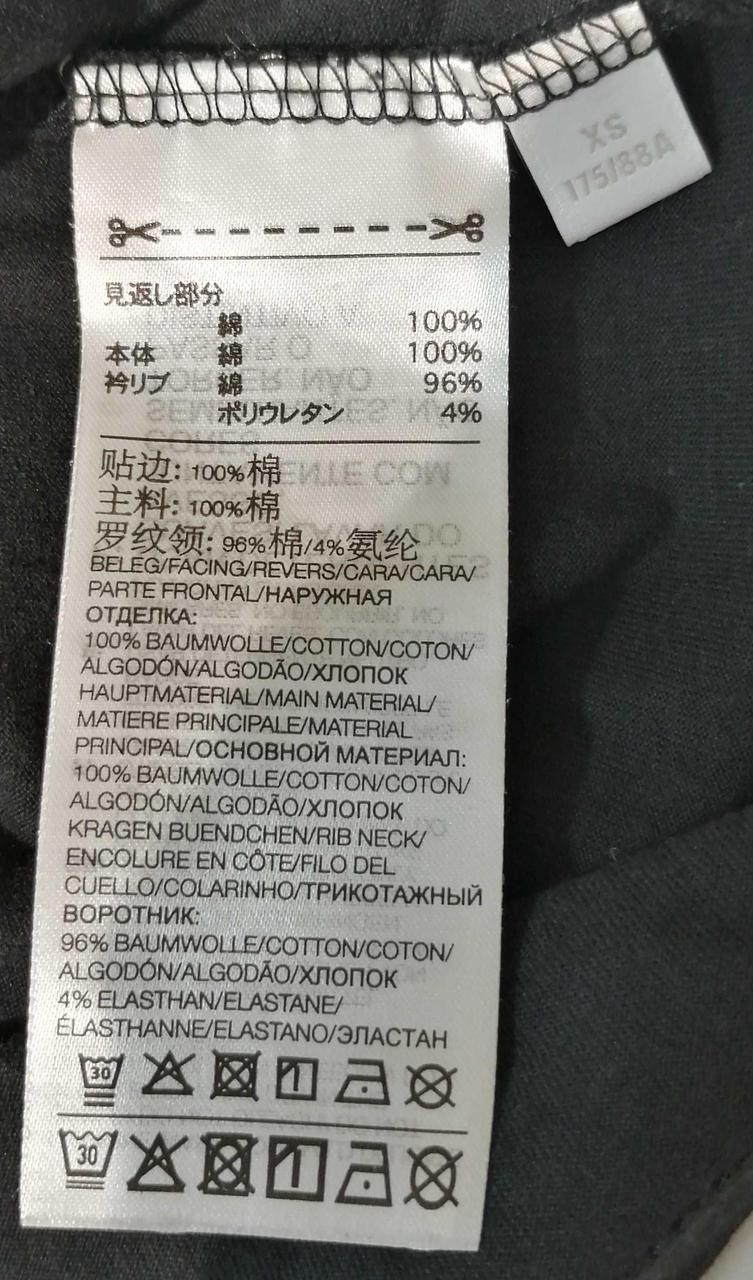 XS
175/88A
見返し部分
綿 100%
本体 綿 100%
衿リブ 綿 96%
ポリウレタン 4%
贴边: 100%棉
主料: 100%棉
罗纹领: 96%棉/4%氨纶
BELEG/FACING/REVERS/CARA/CARA/
PARTE FRONTAL/НАРУЖНАЯ
ОТДЕЛКА:
100% BAUMWOLLE/COTTON/COTON/
ALGODÓN/ALGODÃO/ХЛОПОК
HAUPTMATERIAL/MAIN MATERIAL/
MATIERE PRINCIPALE/MATERIAL
PRINCIPAL/ОСНОВНОЙ МАТЕРИАЛ:
100% BAUMWOLLE/COTTON/COTON/
ALGODÓN/ALGODÃO/ХЛОПОК
KRAGEN BUENDCHEN/RIB NECK/
ENCOLURE EN CÔTE/FILO DEL
CUELLO/COLARINHO/ТРИКОТАЖНЫЙ
ВОРОТНИК:
96% BAUMWOLLE/COTTON/COTON/
ALGODÓN/ALGODÃO/ХЛОПОК
4% ELASTHAN/ELASTANE/
ÉLASTHANNE/ELASTANO/ЭЛАСТАН
30
30